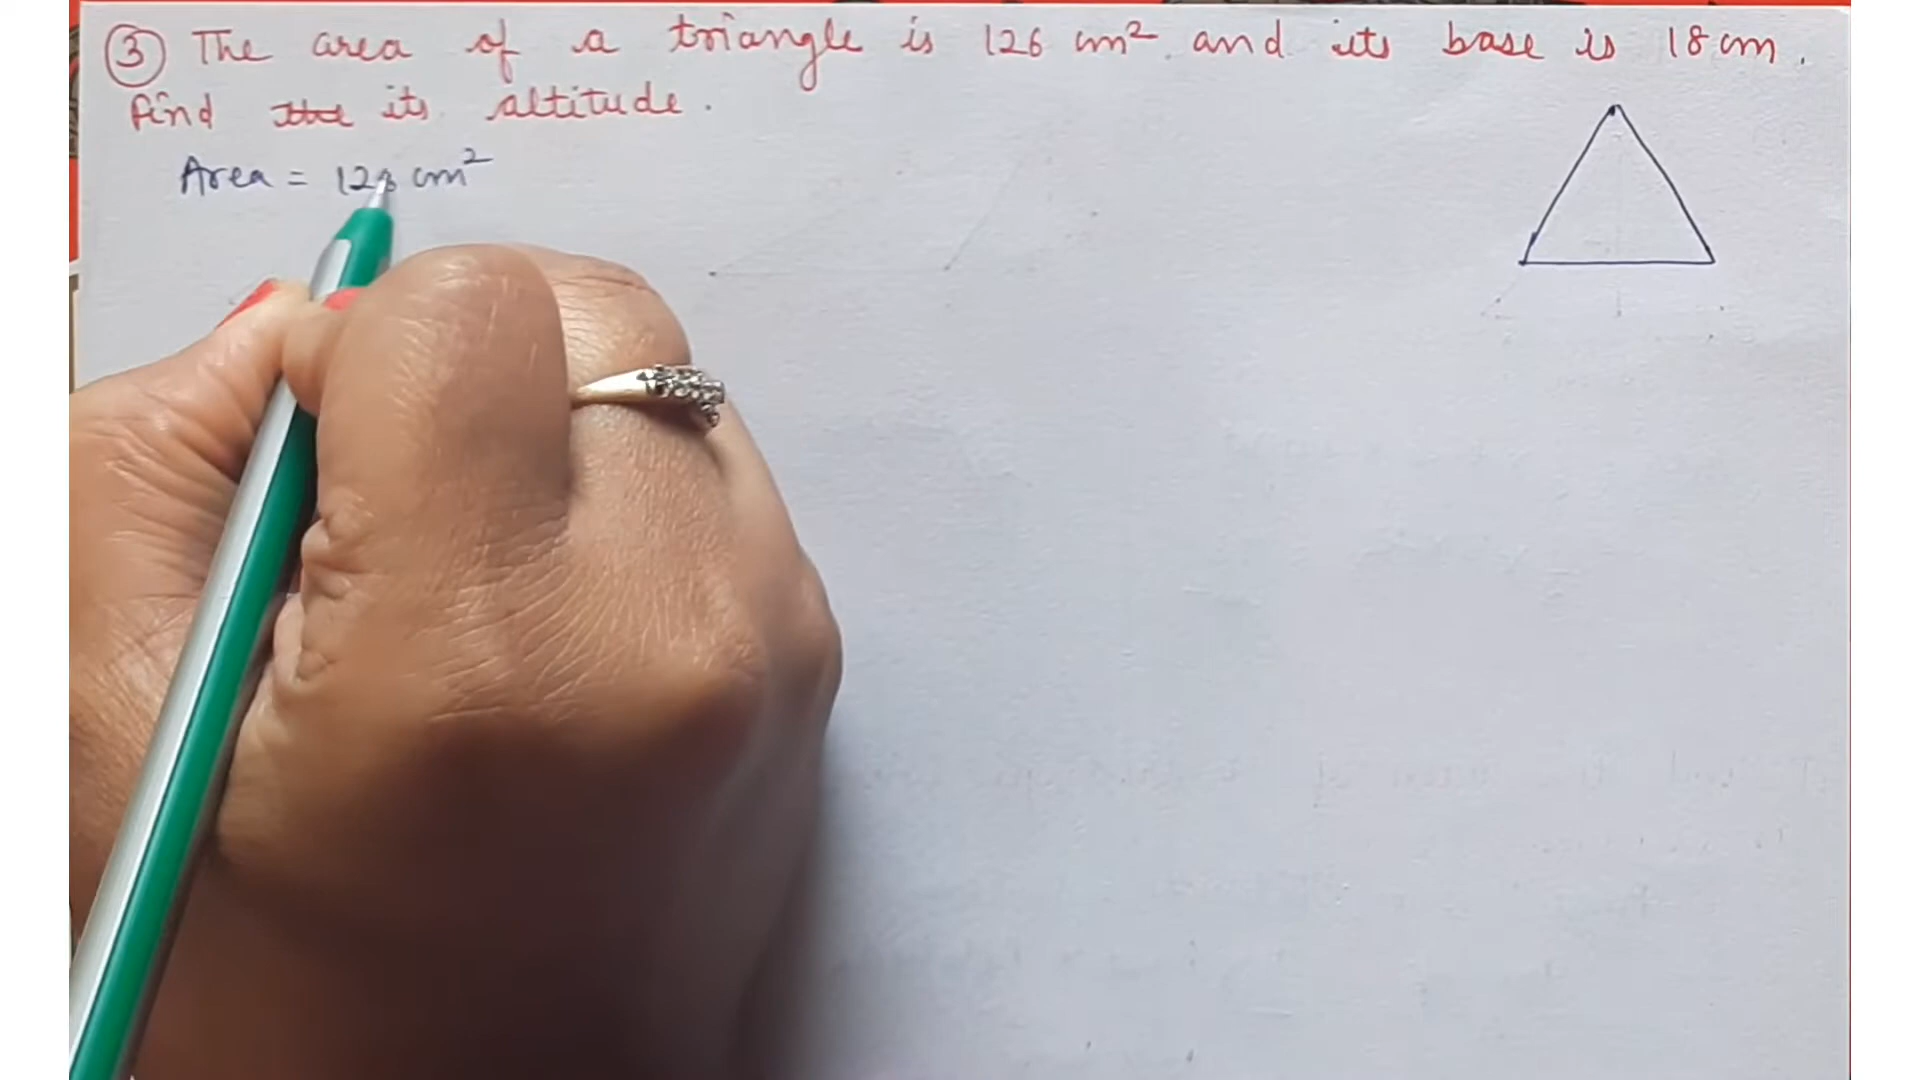 ③ The area of a triangle is 126 cm² and its base is 18 cm.
Find its altitude.
Area = 126 cm²